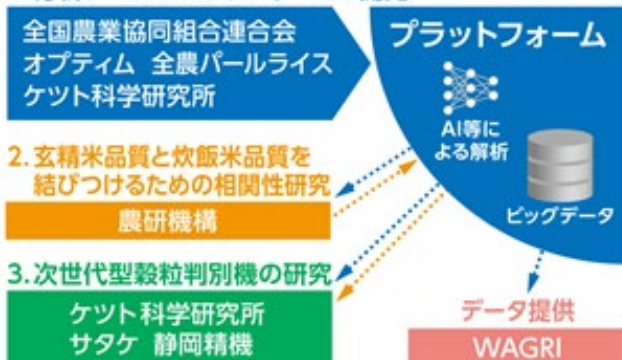 全国農業協同組合連合会
オプティム 全農パールライス
ケツト科学研究所
プラットフォーム
AI等に
よる解析
ビッグデータ
2.玄精米品質と炊飯米品質を
結びつけるための相関性研究
農研機構
3.次世代型穀粒判別機の研究
ケツト科学研究所
サタケ 静岡精機
データ提供
WAGRI